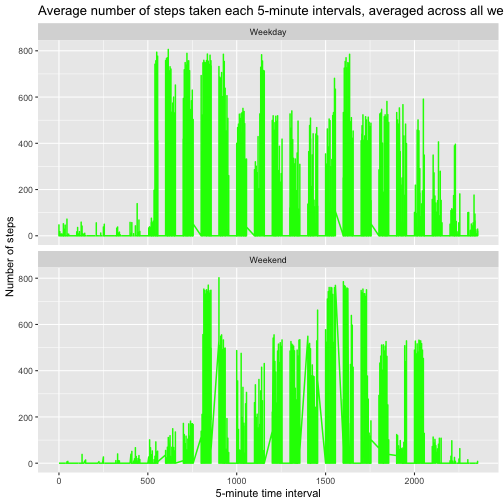 Average number of steps taken each 5-minute intervals, averaged across all we
Weekday
800
600
400
200
0
Weekend
800
600
400
200
0
Number of steps
0 500 1000 1500 2000
5-minute time interval